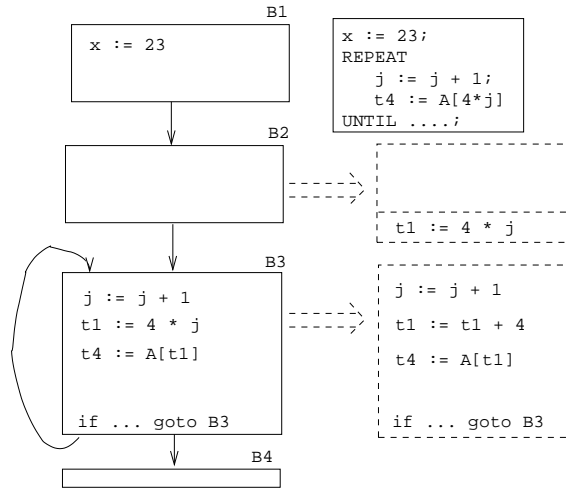 B1
x := 23
x := 23;
REPEAT
j := j + 1;
t4 := A[4*j]
UNTIL ....;
B2
t1 := 4 * j
B3
j := j + 1
t1 := 4 * j
t4 := A[t1]
if ... goto B3
j := j + 1
t1 := t1 + 4
t4 := A[t1]
if ... goto B3
B4